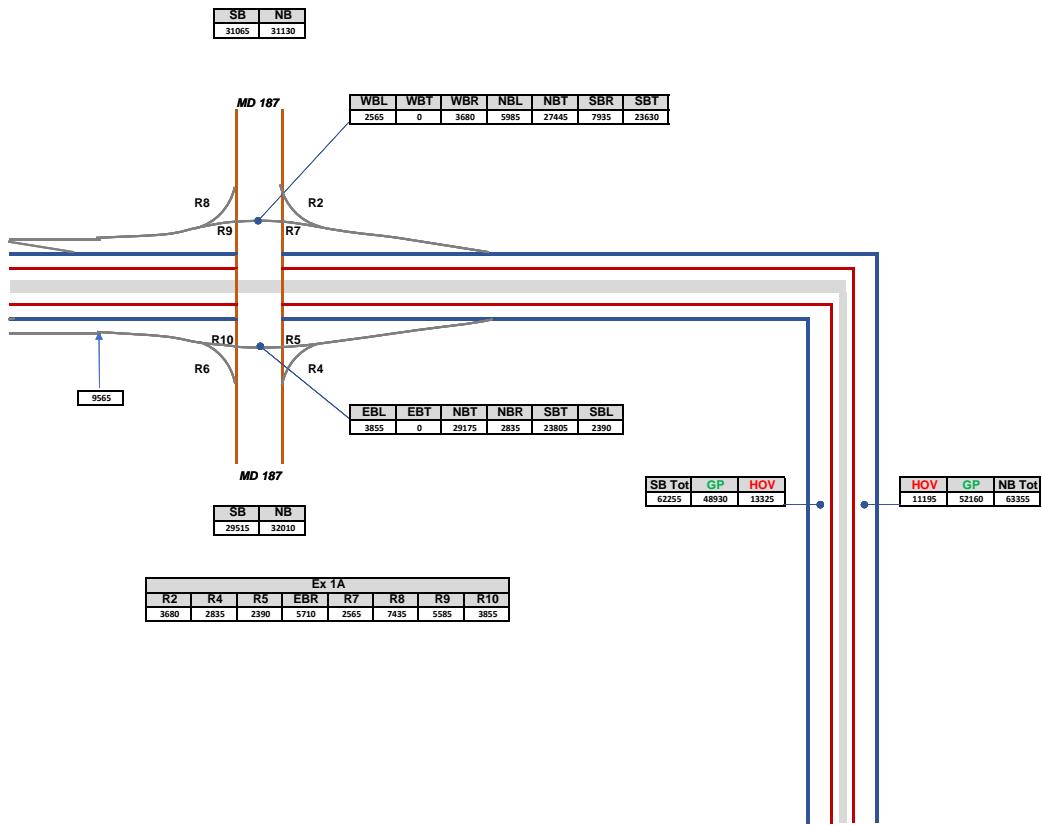 SB NB
31065 31130
MD 187
WBL WBT WBR NBL NBT SBR SBT
2565 0 3680 5985 27445 7935 23630
R8 R2
R9 R7
R10 R5
R6 R4
9565
EBL EBT NBT NBR SBT SBL
3855 0 29175 2835 23805 2390
MD 187
SB Tot GP HOV
62255 48930 13325
HOV GP NB Tot
11195 52160 63355
SB NB
29515 32010
Ex 1A
R2 R4 R5 EBR R7 R8 R9 R10
3680 2835 2390 5710 2565 7435 5585 3855